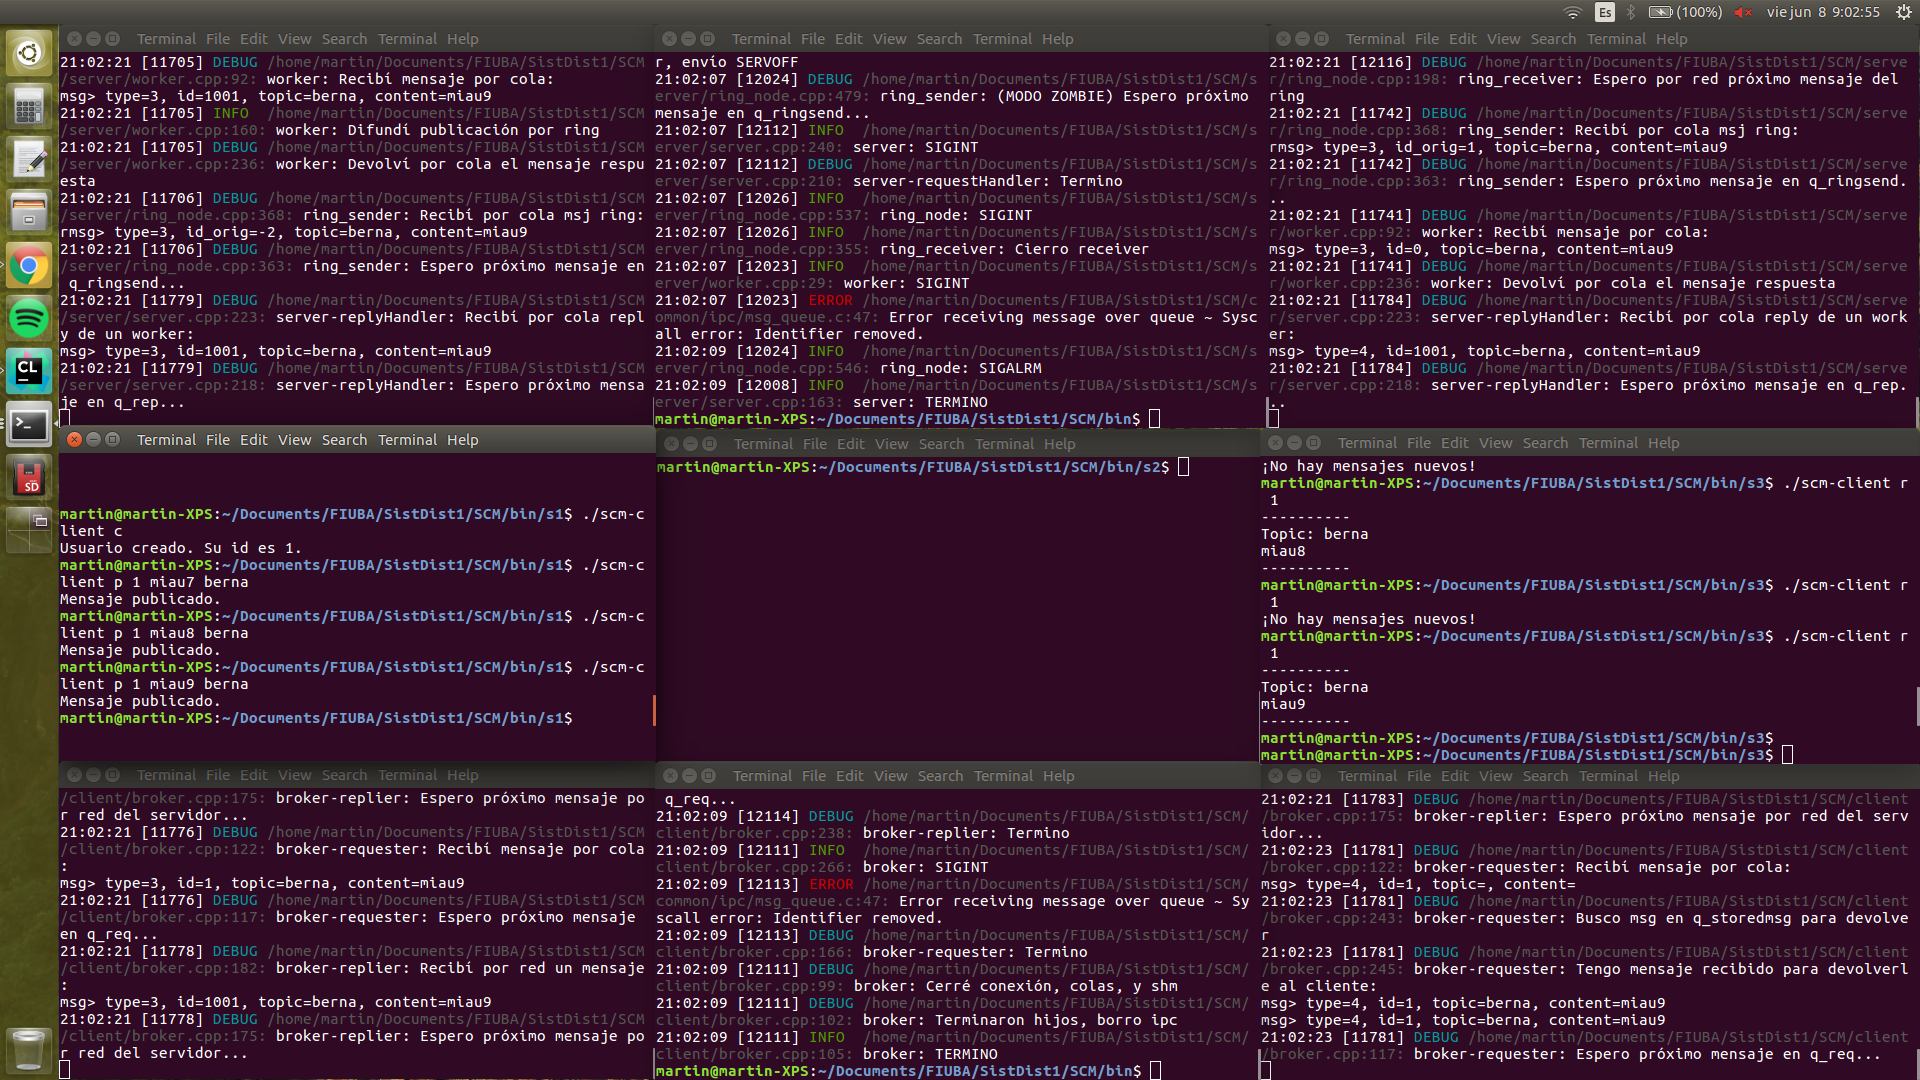 Es (100%) vie jun 8 9:02:55
Terminal File Edit View Search Terminal Help
21:02:21 [11705] DEBUG /home/martin/Documents/FIUBA/SistDist1/SCM
/server/worker.cpp:92: worker: Recibí mensaje por cola:
msg> type=3, id=1001, topic=berna, content=miau9
21:02:21 [11705] INFO  /home/martin/Documents/FIUBA/SistDist1/SCM
/server/worker.cpp:160: worker: Difundí publicación por ring
21:02:21 [11705] DEBUG /home/martin/Documents/FIUBA/SistDist1/SCM
/server/worker.cpp:236: worker: Devolví por cola el mensaje respu
esta
21:02:21 [11706] DEBUG /home/martin/Documents/FIUBA/SistDist1/SCM
/server/ring_node.cpp:368: ring_sender: Recibí por cola msj ring:
rmsg> type=3, id_orig=-2, topic=berna, content=miau9
21:02:21 [11706] DEBUG /home/martin/Documents/FIUBA/SistDist1/SCM
/server/ring_node.cpp:363: ring_sender: Espero próximo mensaje en
 q_ringsend...
21:02:21 [11779] DEBUG /home/martin/Documents/FIUBA/SistDist1/SCM
/server/server.cpp:223: server-replyHandler: Recibí por cola repl
y de un worker:
msg> type=3, id=1001, topic=berna, content=miau9
21:02:21 [11779] DEBUG /home/martin/Documents/FIUBA/SistDist1/SCM
/server/server.cpp:218: server-replyHandler: Espero próximo mensa
je en q_rep...
Terminal File Edit View Search Terminal Help
r, envío SERVOFF
21:02:07 [12024] DEBUG /home/martin/Documents/FIUBA/SistDist1/SCM/s
erver/ring_node.cpp:479: ring_sender: (MODO ZOMBIE) Espero próximo
mensaje en q_ringsend...
21:02:07 [12112] INFO  /home/martin/Documents/FIUBA/SistDist1/SCM/s
erver/server.cpp:240: server: SIGINT
21:02:07 [12112] DEBUG /home/martin/Documents/FIUBA/SistDist1/SCM/s
erver/server.cpp:210: server-requestHandler: Termino
21:02:07 [12026] INFO  /home/martin/Documents/FIUBA/SistDist1/SCM/s
erver/ring_node.cpp:537: ring_node: SIGINT
21:02:07 [12026] INFO  /home/martin/Documents/FIUBA/SistDist1/SCM/s
erver/ring_node.cpp:355: ring_receiver: Cierro receiver
21:02:07 [12023] INFO  /home/martin/Documents/FIUBA/SistDist1/SCM/s
erver/worker.cpp:29: worker: SIGINT
21:02:07 [12023] ERROR /home/martin/Documents/FIUBA/SistDist1/SCM/c
ommon/ipc/msg_queue.c:47: Error receiving message over queue ~ Sysc
all error: Identifier removed.
21:02:09 [12024] INFO  /home/martin/Documents/FIUBA/SistDist1/SCM/s
erver/ring_node.cpp:546: ring_node: SIGALRM
21:02:09 [12008] INFO  /home/martin/Documents/FIUBA/SistDist1/SCM/s
erver/server.cpp:163: server: TERMINO
martin@martin-XPS:~/Documents/FIUBA/SistDist1/SCM/bin$
Terminal File Edit View Search Terminal Help
21:02:21 [12116] DEBUG /home/martin/Documents/FIUBA/SistDist1/SCM/serve
r/ring_node.cpp:198: ring_receiver: Espero por red próximo mensaje del
ring
21:02:21 [11742] DEBUG /home/martin/Documents/FIUBA/SistDist1/SCM/serve
r/ring_node.cpp:368: ring_sender: Recibí por cola msj ring:
rmsg> type=3, id_orig=1, topic=berna, content=miau9
21:02:21 [11742] DEBUG /home/martin/Documents/FIUBA/SistDist1/SCM/serve
r/ring_node.cpp:363: ring_sender: Espero próximo mensaje en q_ringsend.
..
21:02:21 [11741] DEBUG /home/martin/Documents/FIUBA/SistDist1/SCM/serve
r/worker.cpp:92: worker: Recibí mensaje por cola:
msg> type=3, id=0, topic=berna, content=miau9
21:02:21 [11741] DEBUG /home/martin/Documents/FIUBA/SistDist1/SCM/serve
r/worker.cpp:236: worker: Devolví por cola el mensaje respuesta
21:02:21 [11784] DEBUG /home/martin/Documents/FIUBA/SistDist1/SCM/serve
r/server.cpp:223: server-replyHandler: Recibí por cola reply de un work
er:
msg> type=4, id=1001, topic=berna, content=miau9
21:02:21 [11784] DEBUG /home/martin/Documents/FIUBA/SistDist1/SCM/serve
r/server.cpp:218: server-replyHandler: Espero próximo mensaje en q_rep.
..
Terminal File Edit View Search Terminal Help
martin@martin-XPS:~/Documents/FIUBA/SistDist1/SCM/bin/s1$ ./scm-c
lient c
Usuario creado. Su id es 1.
martin@martin-XPS:~/Documents/FIUBA/SistDist1/SCM/bin/s1$ ./scm-c
lient p 1 miau7 berna
Mensaje publicado.
martin@martin-XPS:~/Documents/FIUBA/SistDist1/SCM/bin/s1$ ./scm-c
lient p 1 miau8 berna
Mensaje publicado.
martin@martin-XPS:~/Documents/FIUBA/SistDist1/SCM/bin/s1$ ./scm-c
lient p 1 miau9 berna
Mensaje publicado.
martin@martin-XPS:~/Documents/FIUBA/SistDist1/SCM/bin/s1$
Terminal File Edit View Search Terminal Help
martin@martin-XPS:~/Documents/FIUBA/SistDist1/SCM/bin/s2$
Terminal File Edit View Search Terminal Help
¡No hay mensajes nuevos!
martin@martin-XPS:~/Documents/FIUBA/SistDist1/SCM/bin/s3$ ./scm-client r
 1
----------
Topic: berna
miau8
----------
martin@martin-XPS:~/Documents/FIUBA/SistDist1/SCM/bin/s3$ ./scm-client r
 1
¡No hay mensajes nuevos!
martin@martin-XPS:~/Documents/FIUBA/SistDist1/SCM/bin/s3$ ./scm-client r
 1
----------
Topic: berna
miau9
----------
martin@martin-XPS:~/Documents/FIUBA/SistDist1/SCM/bin/s3$
martin@martin-XPS:~/Documents/FIUBA/SistDist1/SCM/bin/s3$
Terminal File Edit View Search Terminal Help
/client/broker.cpp:175: broker-replier: Espero próximo mensaje po
r red del servidor...
21:02:21 [11776] DEBUG /home/martin/Documents/FIUBA/SistDist1/SCM
/client/broker.cpp:122: broker-requester: Recibí mensaje por cola
:
msg> type=3, id=1, topic=berna, content=miau9
21:02:21 [11776] DEBUG /home/martin/Documents/FIUBA/SistDist1/SCM
/client/broker.cpp:117: broker-requester: Espero próximo mensaje
en q_req...
21:02:21 [11778] DEBUG /home/martin/Documents/FIUBA/SistDist1/SCM
/client/broker.cpp:182: broker-replier: Recibí por red un mensaje
:
msg> type=3, id=1001, topic=berna, content=miau9
21:02:21 [11778] DEBUG /home/martin/Documents/FIUBA/SistDist1/SCM
/client/broker.cpp:175: broker-replier: Espero próximo mensaje po
r red del servidor...
Terminal File Edit View Search Terminal Help
 q_req...
21:02:09 [12114] DEBUG /home/martin/Documents/FIUBA/SistDist1/SCM/
client/broker.cpp:238: broker-replier: Termino
21:02:09 [12111] INFO  /home/martin/Documents/FIUBA/SistDist1/SCM/
client/broker.cpp:266: broker: SIGINT
21:02:09 [12113] ERROR /home/martin/Documents/FIUBA/SistDist1/SCM/
common/ipc/msg_queue.c:47: Error receiving message over queue ~ Sy
scall error: Identifier removed.
21:02:09 [12113] DEBUG /home/martin/Documents/FIUBA/SistDist1/SCM/
client/broker.cpp:166: broker-requester: Termino
21:02:09 [12111] DEBUG /home/martin/Documents/FIUBA/SistDist1/SCM/
client/broker.cpp:99: broker: Cerré conexión, colas, y shm
21:02:09 [12111] DEBUG /home/martin/Documents/FIUBA/SistDist1/SCM/
client/broker.cpp:102: broker: Terminaron hijos, borro ipc
21:02:09 [12111] INFO  /home/martin/Documents/FIUBA/SistDist1/SCM/
client/broker.cpp:105: broker: TERMINO
martin@martin-XPS:~/Documents/FIUBA/SistDist1/SCM/bin$
Terminal File Edit View Search Terminal Help
21:02:21 [11783] DEBUG /home/martin/Documents/FIUBA/SistDist1/SCM/client
/broker.cpp:175: broker-replier: Espero próximo mensaje por red del serv
idor...
21:02:23 [11781] DEBUG /home/martin/Documents/FIUBA/SistDist1/SCM/client
/broker.cpp:122: broker-requester: Recibí mensaje por cola:
msg> type=4, id=1, topic=, content=
21:02:23 [11781] DEBUG /home/martin/Documents/FIUBA/SistDist1/SCM/client
/broker.cpp:243: broker-requester: Busco msg en q_storedmsg para devolve
r
21:02:23 [11781] DEBUG /home/martin/Documents/FIUBA/SistDist1/SCM/client
/broker.cpp:245: broker-requester: Tengo mensaje recibido para devolverl
e al cliente:
msg> type=4, id=1, topic=berna, content=miau9
msg> type=4, id=1, topic=berna, content=miau9
21:02:23 [11781] DEBUG /home/martin/Documents/FIUBA/SistDist1/SCM/client
/broker.cpp:117: broker-requester: Espero próximo mensaje en q_req...
CL
SD